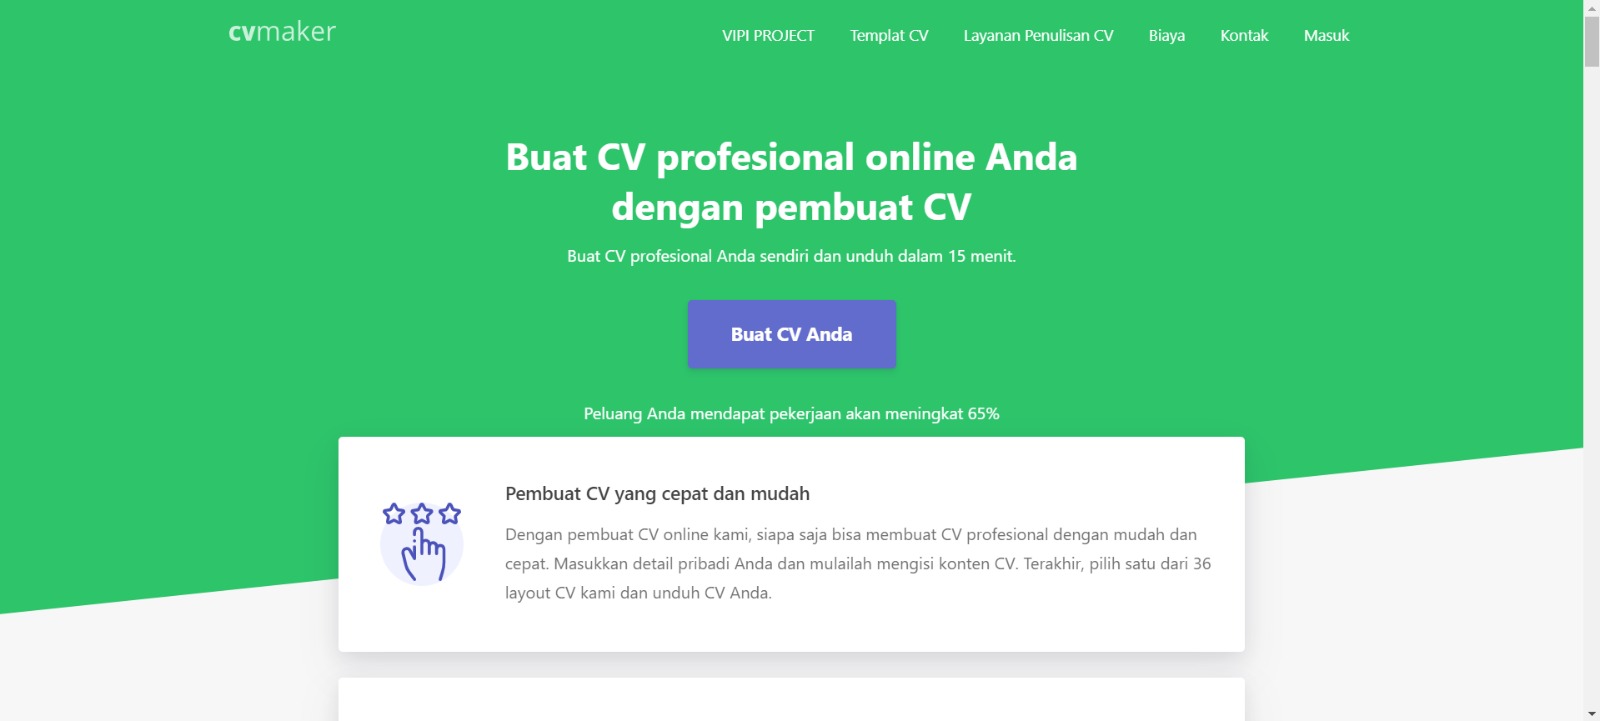 cvmaker
VIPI PROJECT
Templat CV
Layanan Penulisan CV
Biaya
Kontak
Masuk
Buat CV profesional online Anda
dengan pembuat CV
Buat CV profesional Anda sendiri dan unduh dalam 15 menit.
Buat CV Anda
Peluang Anda mendapat pekerjaan akan meningkat 65%
Pembuat CV yang cepat dan mudah
Dengan pembuat CV online kami, siapa saja bisa membuat CV profesional dengan mudah dan
cepat. Masukkan detail pribadi Anda dan mulailah mengisi konten CV. Terakhir, pilih satu dari 36
layout CV kami dan unduh CV Anda.